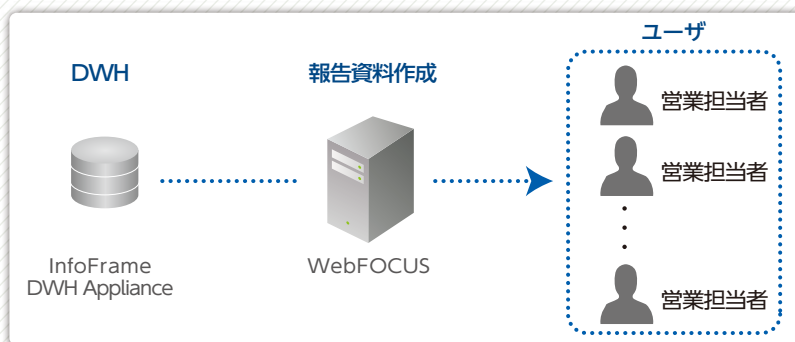 ユーザ
DWH
報告資料作成
営業担当者
営業担当者
営業担当者
InfoFrame
DWH Appliance
WebFOCUS